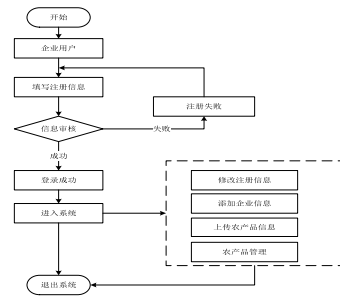 开始
企业用户
填写注册信息
注册失败
信息审核
失败
成功
登录成功
进入系统
修改注册信息
添加企业信息
上传农产品信息
农产品管理
退出系统